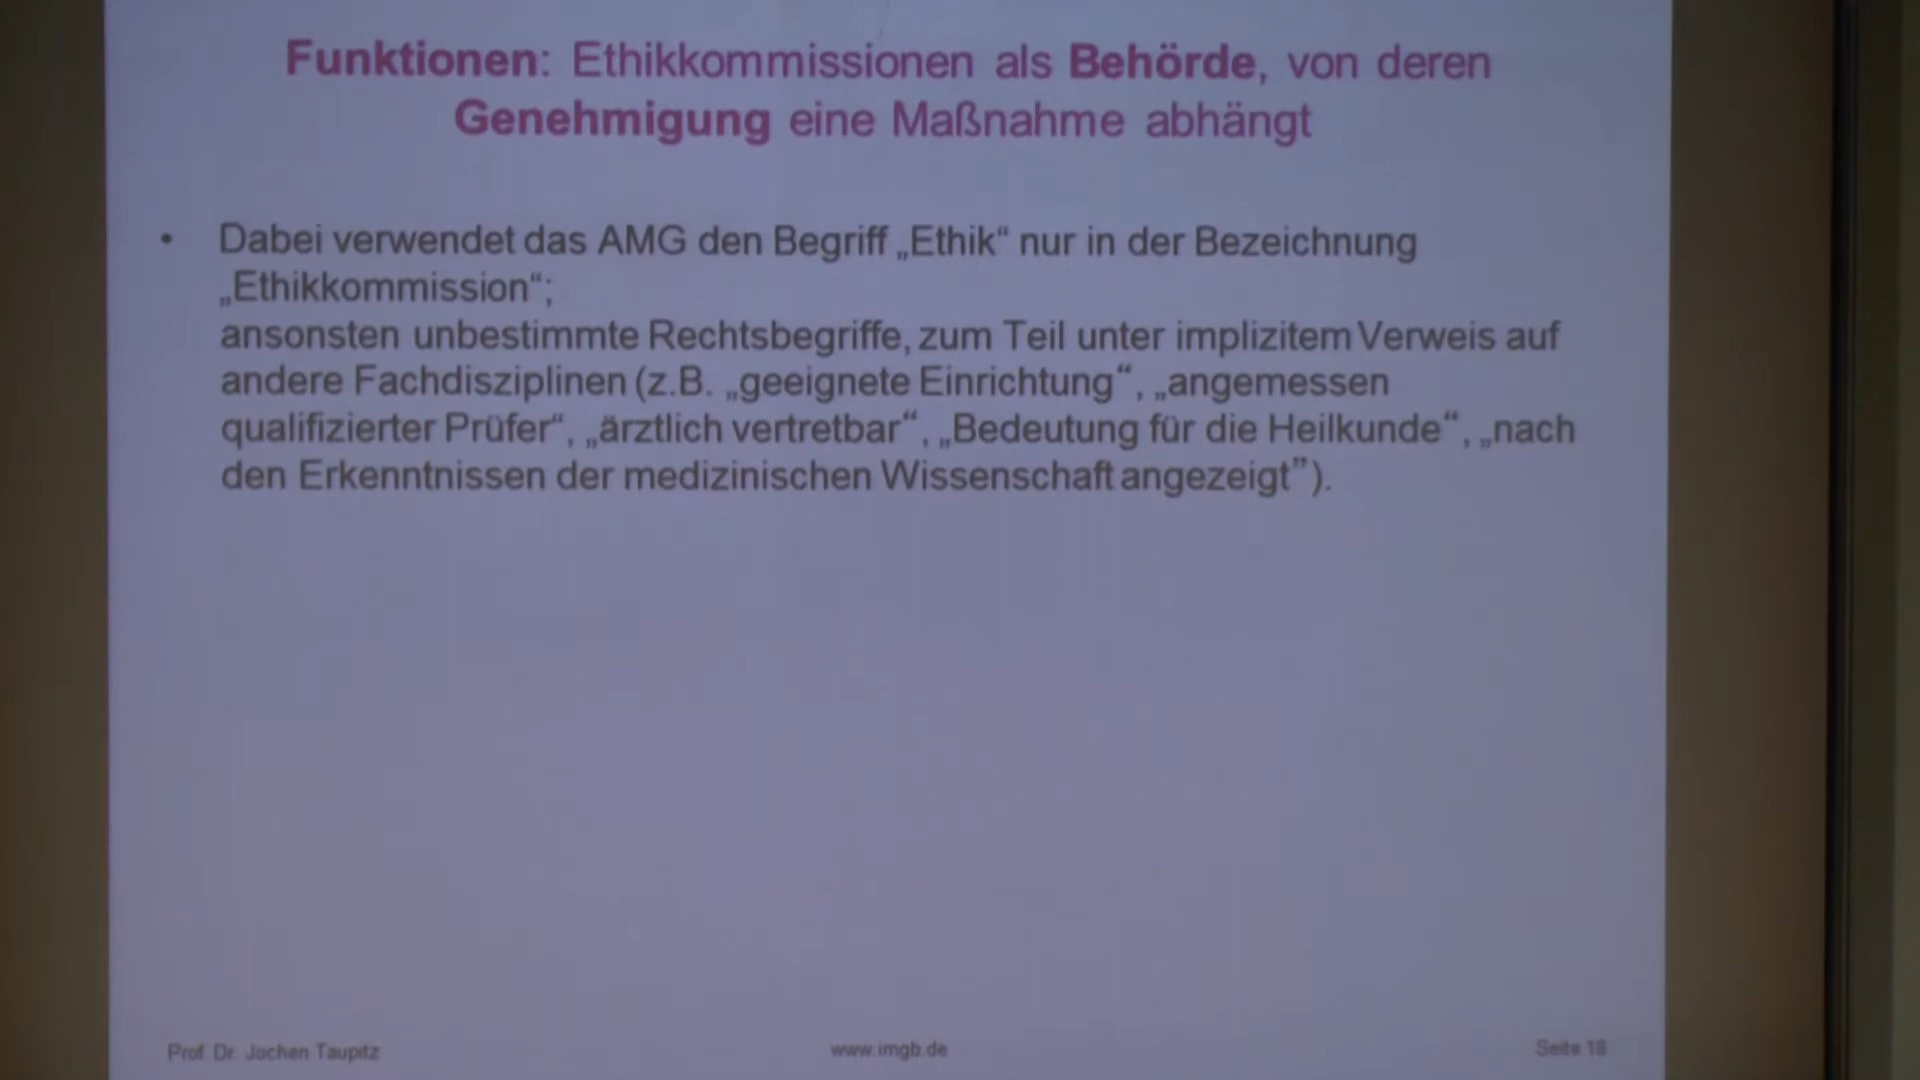 Funktionen: Ethikkommissionen als Behörde, von deren
Genehmigung eine Maßnahme abhängt
• Dabei verwendet das AMG den Begriff „Ethik“ nur in der Bezeichnung
„Ethikkommission“;
ansonsten unbestimmte Rechtsbegriffe, zum Teil unter implizitem Verweis auf
andere Fachdisziplinen (z.B. „geeignete Einrichtung“, „angemessen
qualifizierter Prüfer“, „ärztlich vertretbar“, „Bedeutung für die Heilkunde“, „nach
den Erkenntnissen der medizinischen Wissenschaft angezeigt”).
Prof. Dr. Jochen Taupitz
www.imgb.de
Seite 18